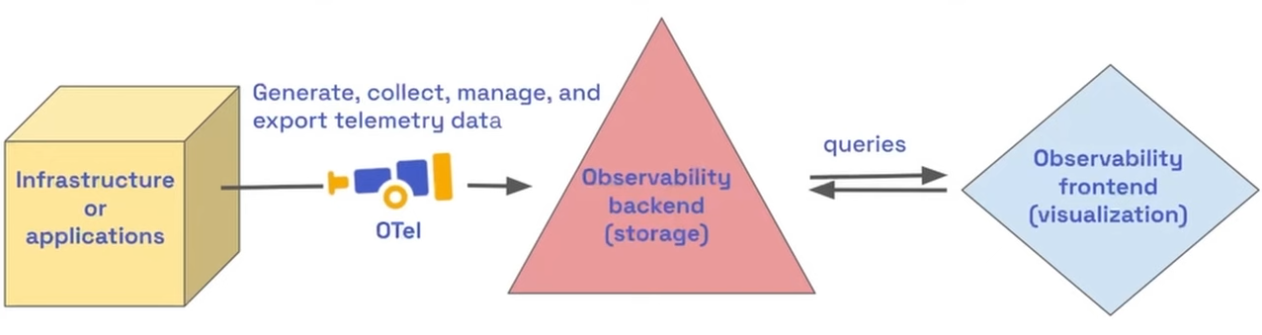 Generate, collect, manage, and
export telemetry data
Infrastructure
or
applications
OTel
Observability
backend
(storage)
queries
Observability
frontend
(visualization)